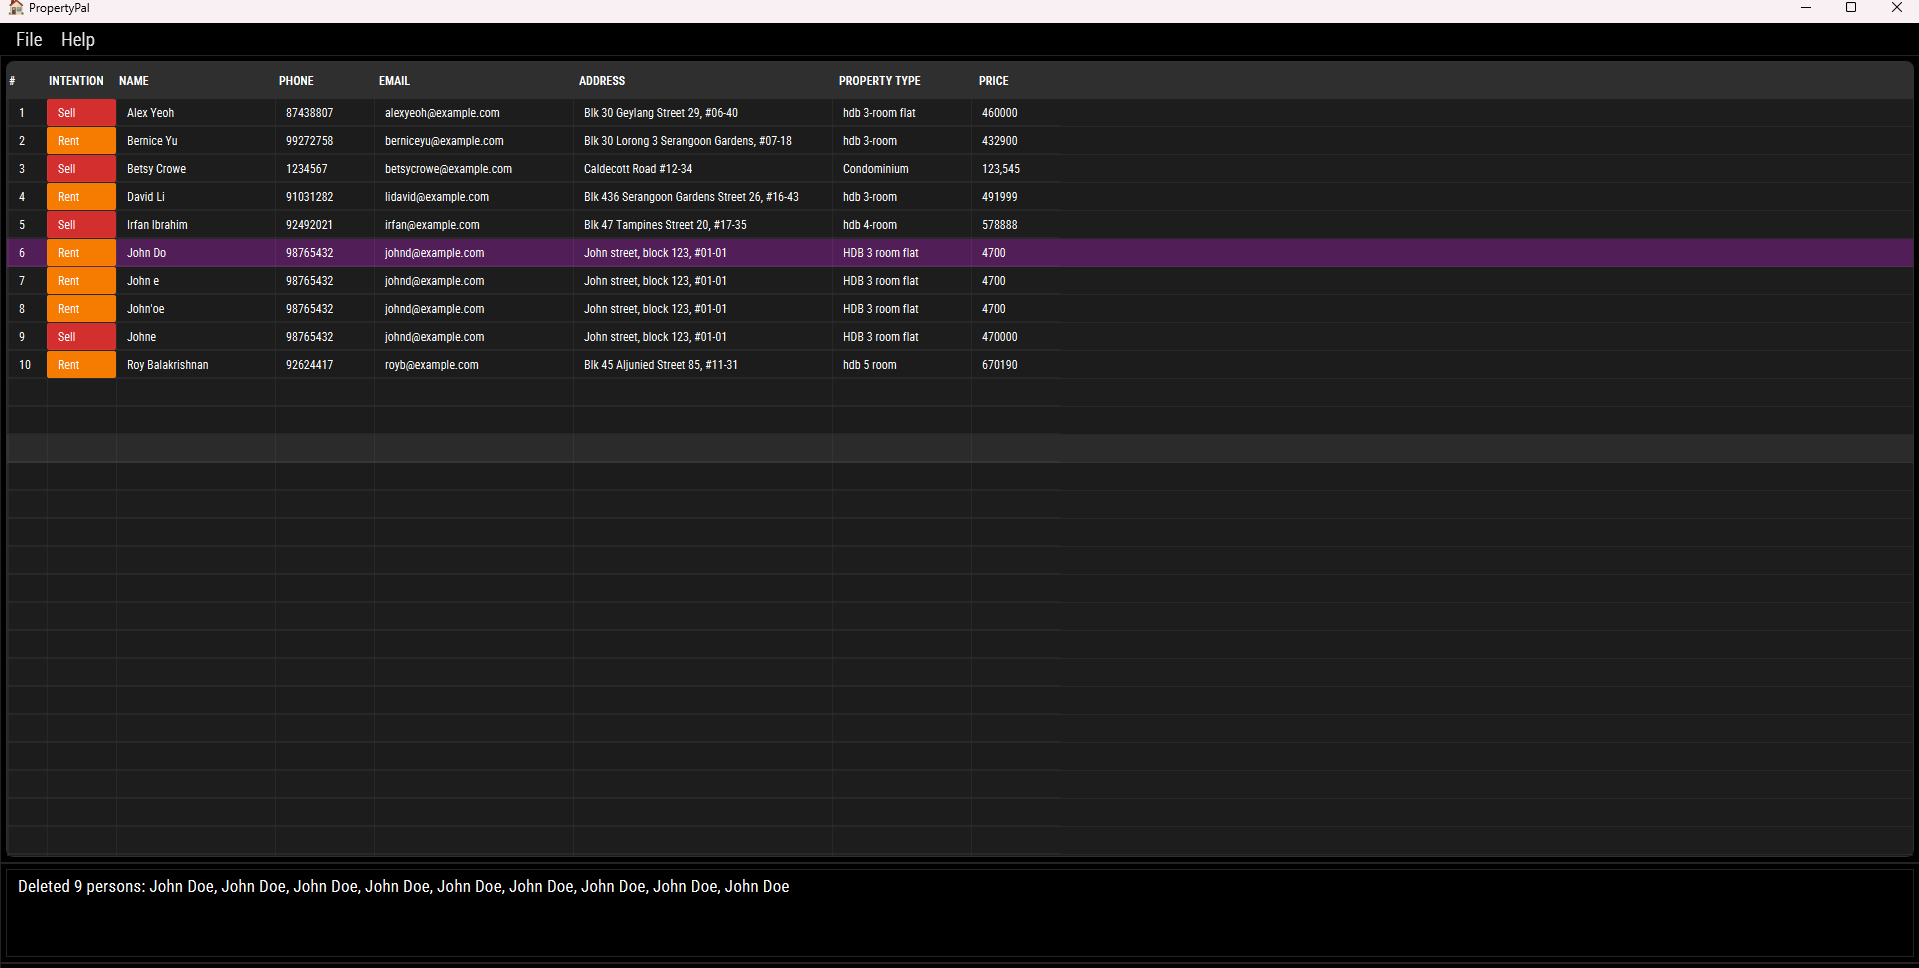 PropertyPal
File Help
# INTENTION NAME PHONE EMAIL ADDRESS PROPERTY TYPE PRICE
1 Sell Alex Yeoh 87438807 alexyeoh@example.com Blk 30 Geylang Street 29, #06-40 hdb 3-room flat 460000
2 Rent Bernice Yu 99272758 berniceyu@example.com Blk 30 Lorong 3 Serangoon Gardens, #07-18 hdb 3-room 432900
3 Sell Betsy Crowe 1234567 betsycrowe@example.com Caldecott Road #12-34 Condominium 123,545
4 Rent David Li 91031282 lidavid@example.com Blk 436 Serangoon Gardens Street 26, #16-43 hdb 3-room 491999
5 Sell Irfan Ibrahim 92492021 irfan@example.com Blk 47 Tampines Street 20, #17-35 hdb 4-room 578888
6 Rent John Do 98765432 johnd@example.com John street, block 123, #01-01 HDB 3 room flat 4700
7 Rent John e 98765432 johnd@example.com John street, block 123, #01-01 HDB 3 room flat 4700
8 Rent John'oe 98765432 johnd@example.com John street, block 123, #01-01 HDB 3 room flat 4700
9 Sell Johne 98765432 johnd@example.com John street, block 123, #01-01 HDB 3 room flat 470000
10 Rent Roy Balakrishnan 92624417 royb@example.com Blk 45 Aljunied Street 85, #11-31 hdb 5 room 670190
Deleted 9 persons: John Doe, John Doe, John Doe, John Doe, John Doe, John Doe, John Doe, John Doe, John Doe